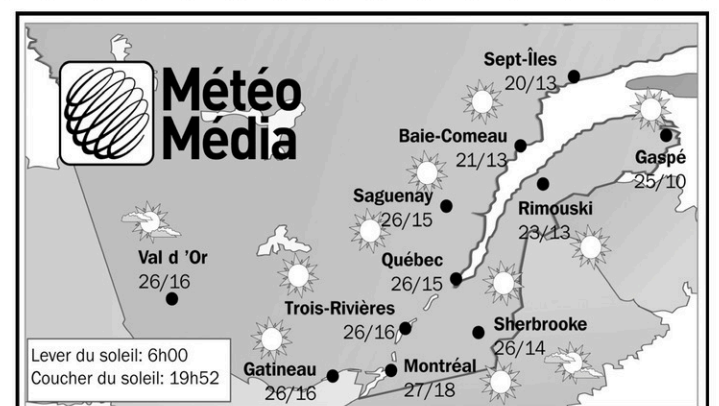 Météo
Média
Sept-Îles
20/13
Baie-Comeau
21/13
Gaspé
25/10
Saguenay
26/15
Rimouski
23/13
Val d 'Or
26/16
Québec
26/15
Trois-Rivières
26/16
Sherbrooke
26/14
Lever du soleil: 6h00
Coucher du soleil: 19h52
Gatineau
26/16
Montréal
27/18